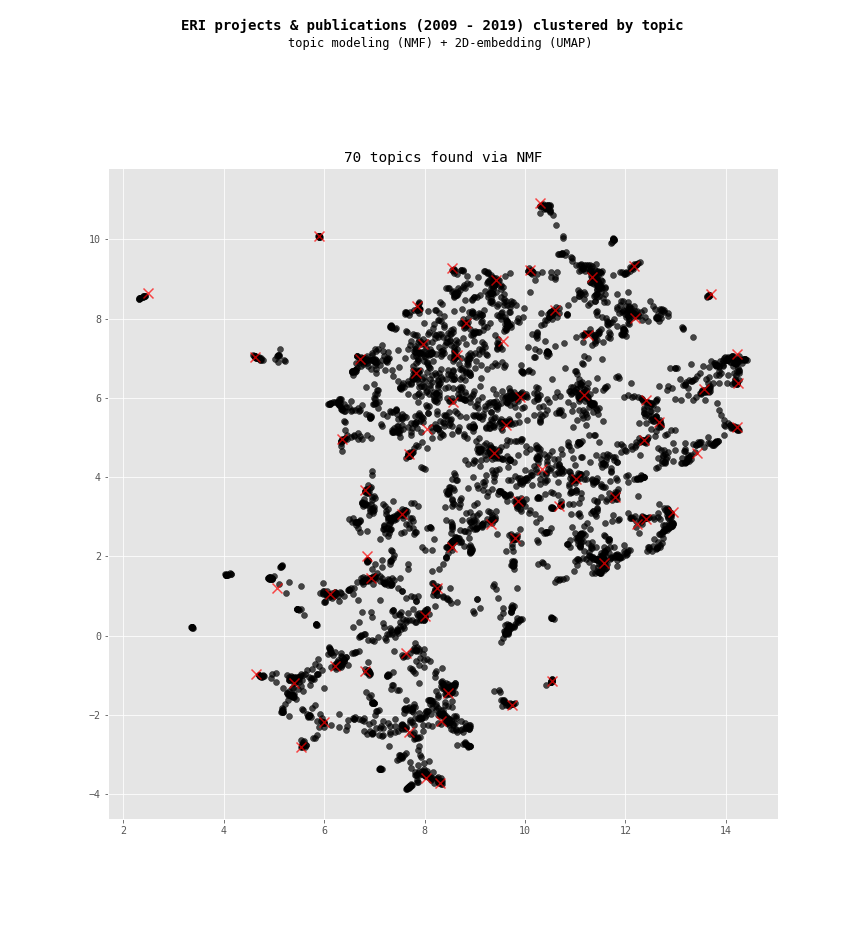 ERI projects & publications (2009 - 2019) clustered by topic
topic modeling (NMF) + 2D-embedding (UMAP)
70 topics found via NMF
10
8
6
4
2
0
−2
−4
2 4 6 8 10 12 14